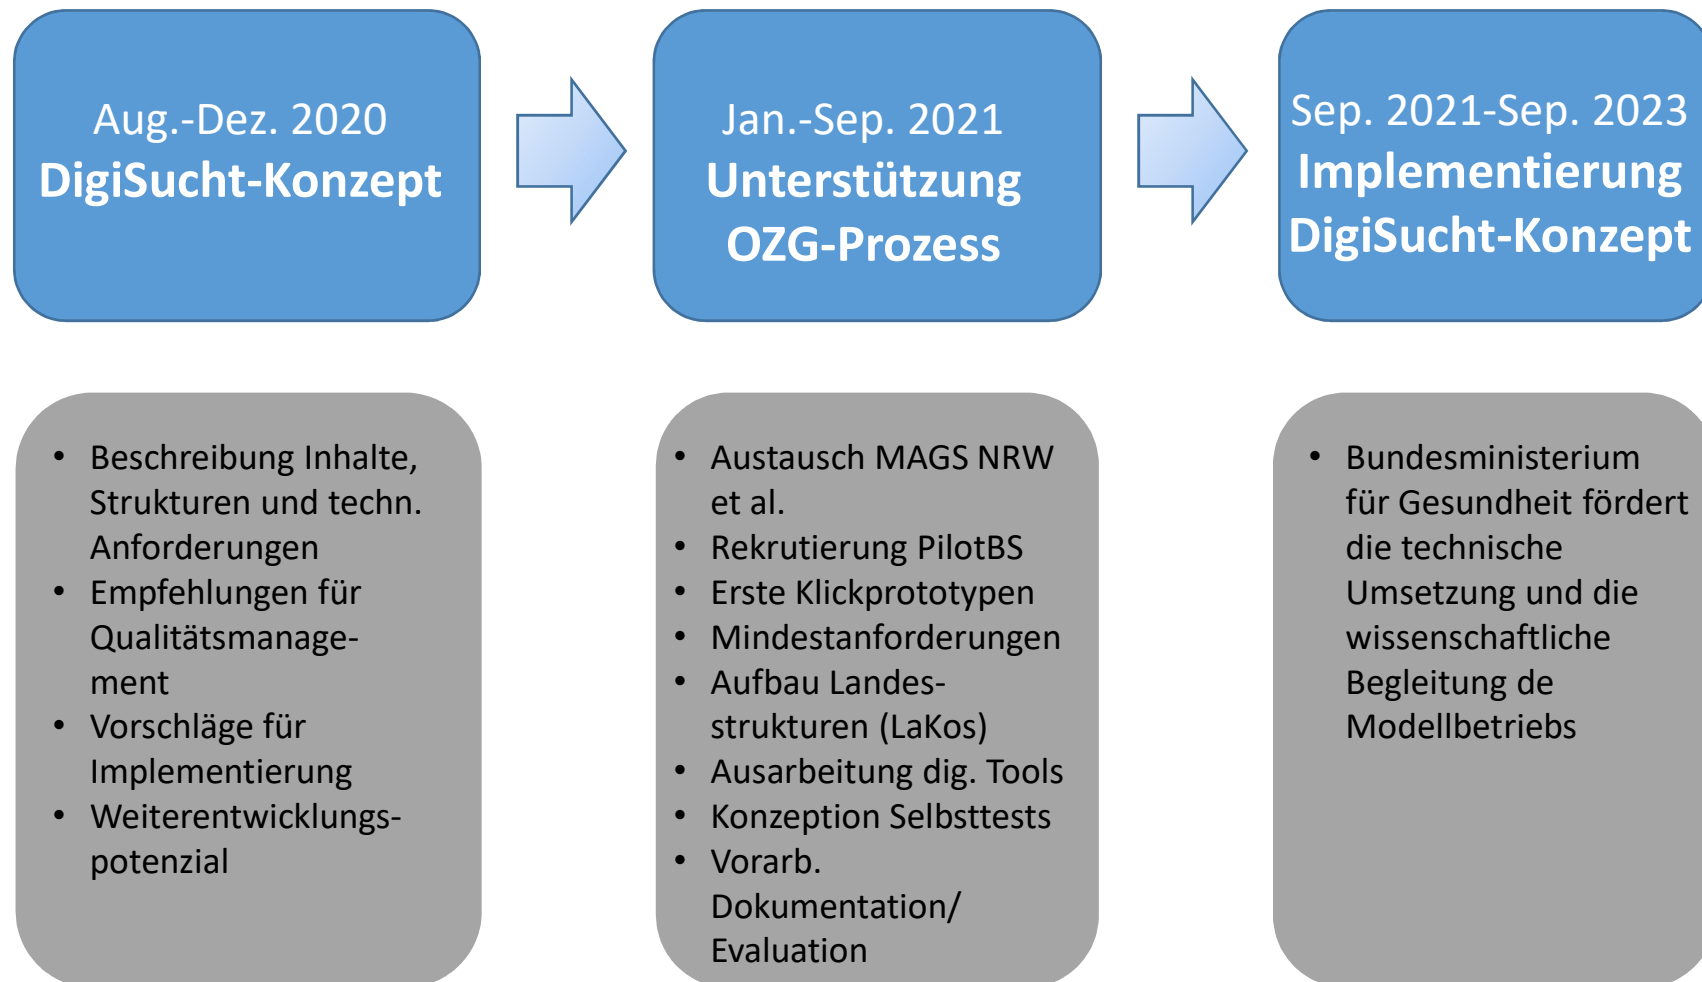 Aug.-Dez. 2020
DigiSucht-Konzept
Jan.-Sep. 2021
Unterstützung
OZG-Prozess
Sep. 2021-Sep. 2023
Implementierung
DigiSucht-Konzept
• Beschreibung Inhalte,
Strukturen und techn.
Anforderungen
• Empfehlungen für
Qualitätsmanage-
ment
• Vorschläge für
Implementierung
• Weiterentwicklungs-
potenzial
• Austausch MAGS NRW
et al.
• Rekrutierung PilotBS
• Erste Klickprototypen
• Mindestanforderungen
• Aufbau Landes-
strukturen (LaKos)
• Ausarbeitung dig. Tools
• Konzeption Selbsttests
• Vorarb.
Dokumentation/
Evaluation
• Bundesministerium
für Gesundheit fördert
die technische
Umsetzung und die
wissenschaftliche
Begleitung de
Modellbetriebs